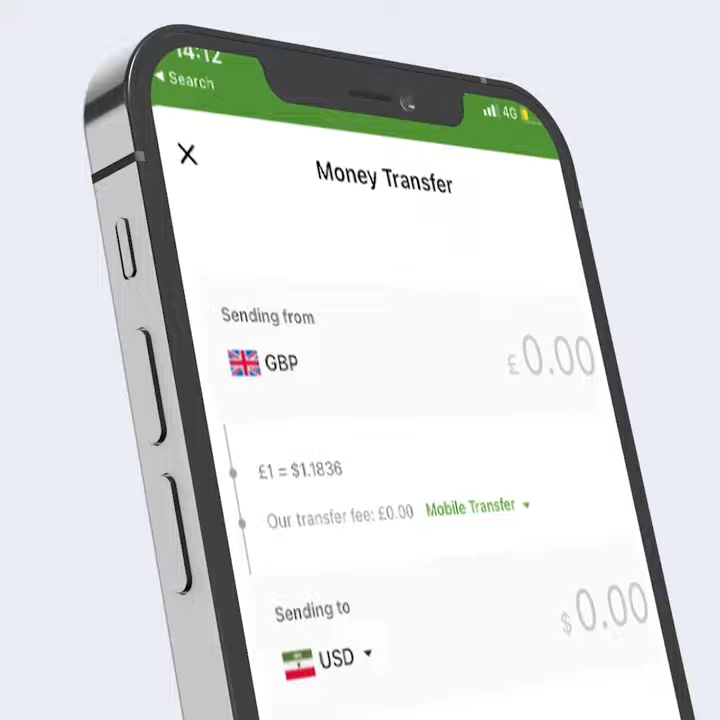 14:12
◀ Search
4G
Money Transfer
Sending from
GBP
£0.00
£1 = $1.1836
Our transfer fee: £0.00 Mobile Transfer
Sending to
USD
$0.00